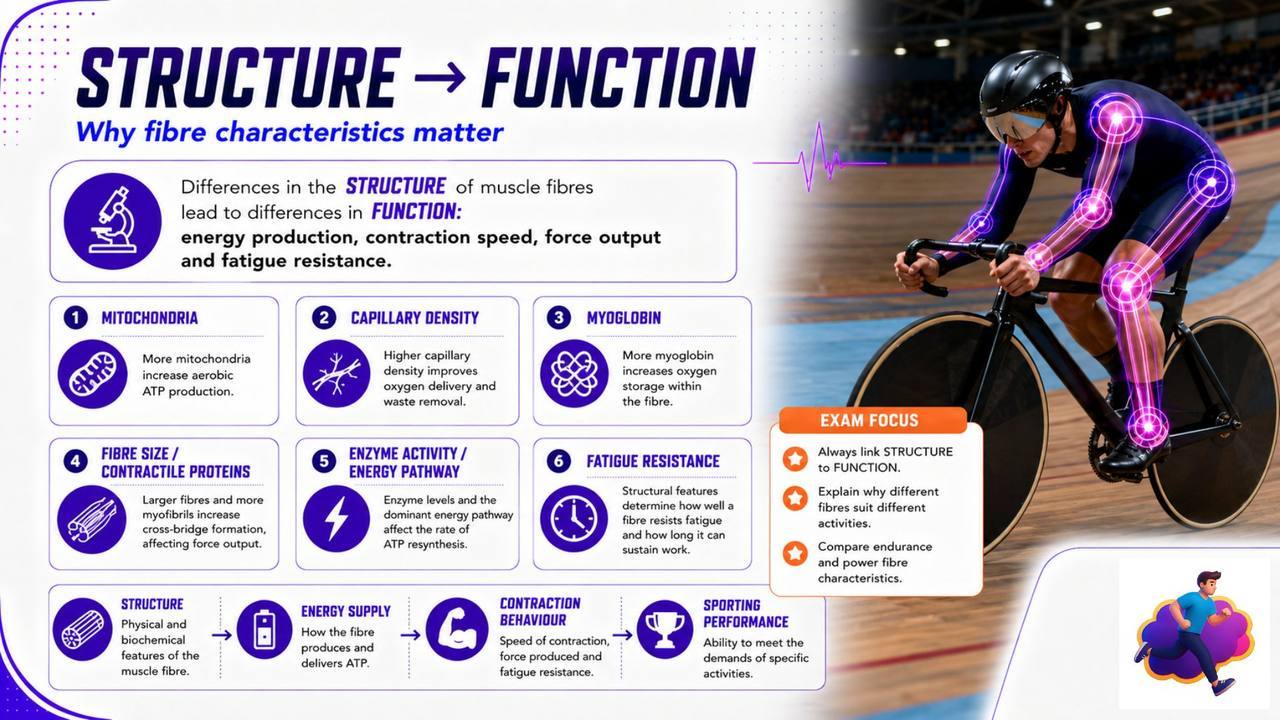 STRUCTURE → FUNCTION
Why fibre characteristics matter
Differences in the STRUCTURE of muscle fibres
lead to differences in FUNCTION:
energy production, contraction speed, force output
and fatigue resistance.
1 MITOCHONDRIA
More mitochondria
increase aerobic
ATP production.
2 CAPILLARY DENSITY
Higher capillary
density improves
oxygen delivery and
waste removal.
3 MYOGLOBIN
More myoglobin
increases oxygen
storage within
the fibre.
4 FIBRE SIZE /
CONTRACTILE PROTEINS
Larger fibres and more
myofibrils increase
cross-bridge formation,
affecting force output.
5 ENZYME ACTIVITY /
ENERGY PATHWAY
Enzyme levels and the
dominant energy pathway
affect the rate of
ATP resynthesis.
6 FATIGUE RESISTANCE
Structural features
determine how well a
fibre resists fatigue
and how long it can
sustain work.
EXAM FOCUS
Always link STRUCTURE
to FUNCTION.
Explain why different
fibres suit different
activities.
Compare endurance
and power fibre
characteristics.
STRUCTURE
Physical and
biochemical
features of the
muscle fibre.
ENERGY SUPPLY
How the fibre
produces and
delivers ATP.
CONTRACTION
BEHAVIOUR
Speed of contraction,
force produced and
fatigue resistance.
SPORTING
PERFORMANCE
Ability to meet the
demands of specific
activities.